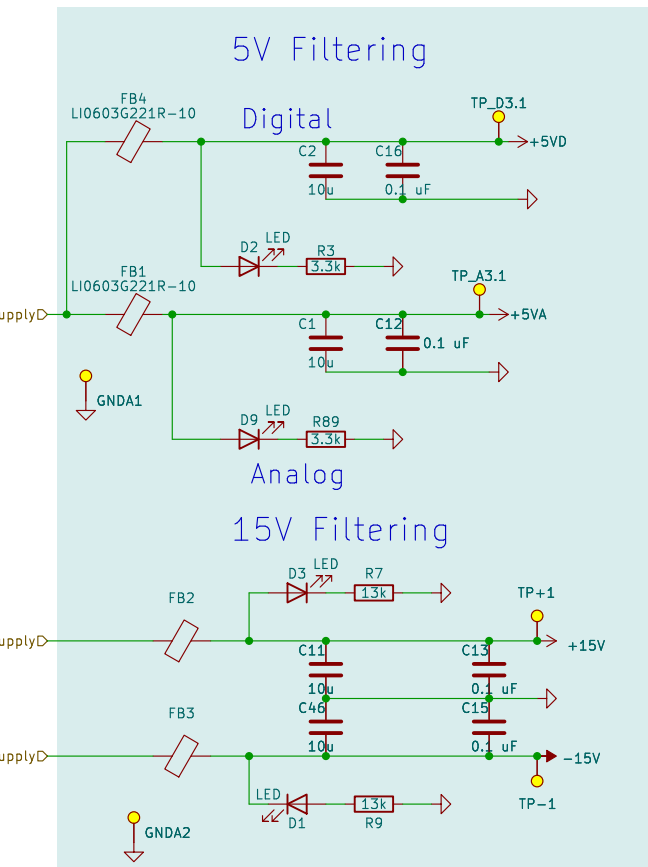 5V Filtering
FB4
LI0603G221R-10
Digital
TP_D3.1
C2
C16
+5VD
10u
0.1 uF
D2
LED
R3
3.3k
FB1
LI0603G221R-10
TP_A3.1
upply
+5VA
C1
C12
0.1 uF
10u
GNDA1
D9
LED
R89
3.3k
Analog
15V Filtering
D3
LED
R7
13k
FB2
TP+1
upply
+15V
C11
C13
10u
0.1 uF
C46
C15
FB3
10u
0.1 uF
upply
-15V
LED
13k
TP-1
D1
R9
GNDA2